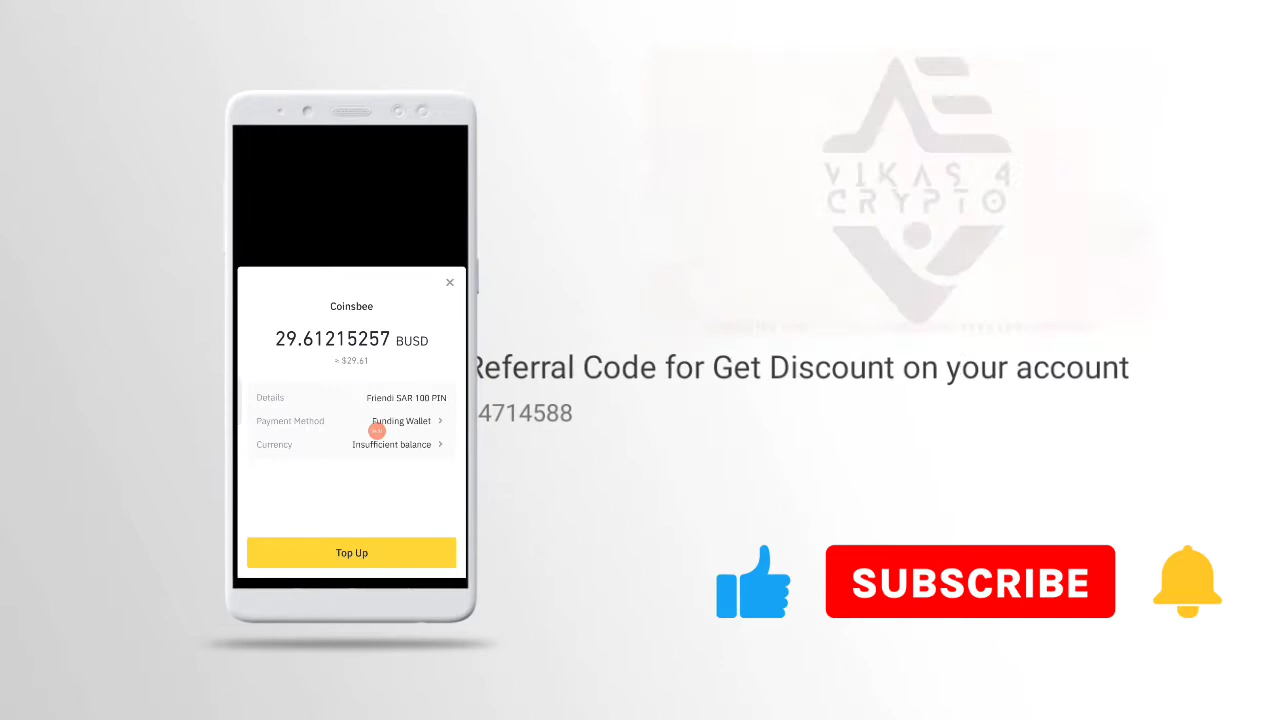 VIKAS 4
CRYPTO
Coinsbee
29.61215257 BUSD
≈ $29.61
Details Friendi SAR 100 PIN
Payment Method Funding Wallet
Currency Insufficient balance
Top Up
Referral Code for Get Discount on your account
4714588
SUBSCRIBE